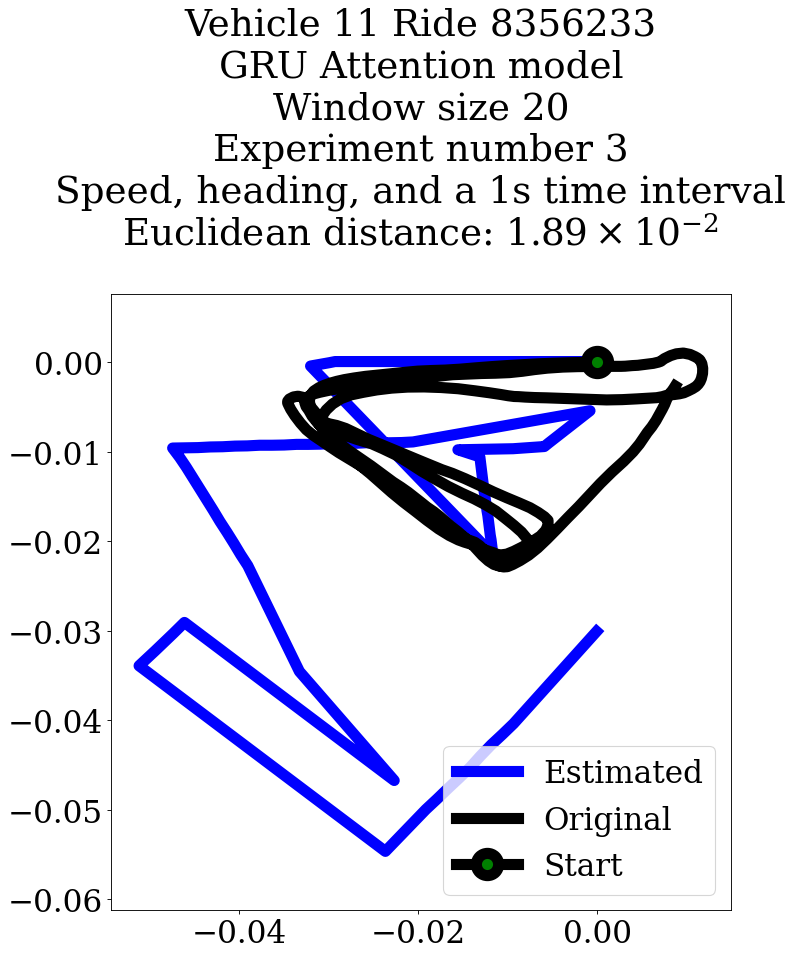 Vehicle 11 Ride 8356233
GRU Attention model
Window size 20
Experiment number 3
Speed, heading, and a 1s time interval
Euclidean distance: 1.89 × 10⁻²
0.00
−0.01
−0.02
−0.03
−0.04
−0.05
−0.06
Estimated
Original
Start
−0.04 −0.02 0.00